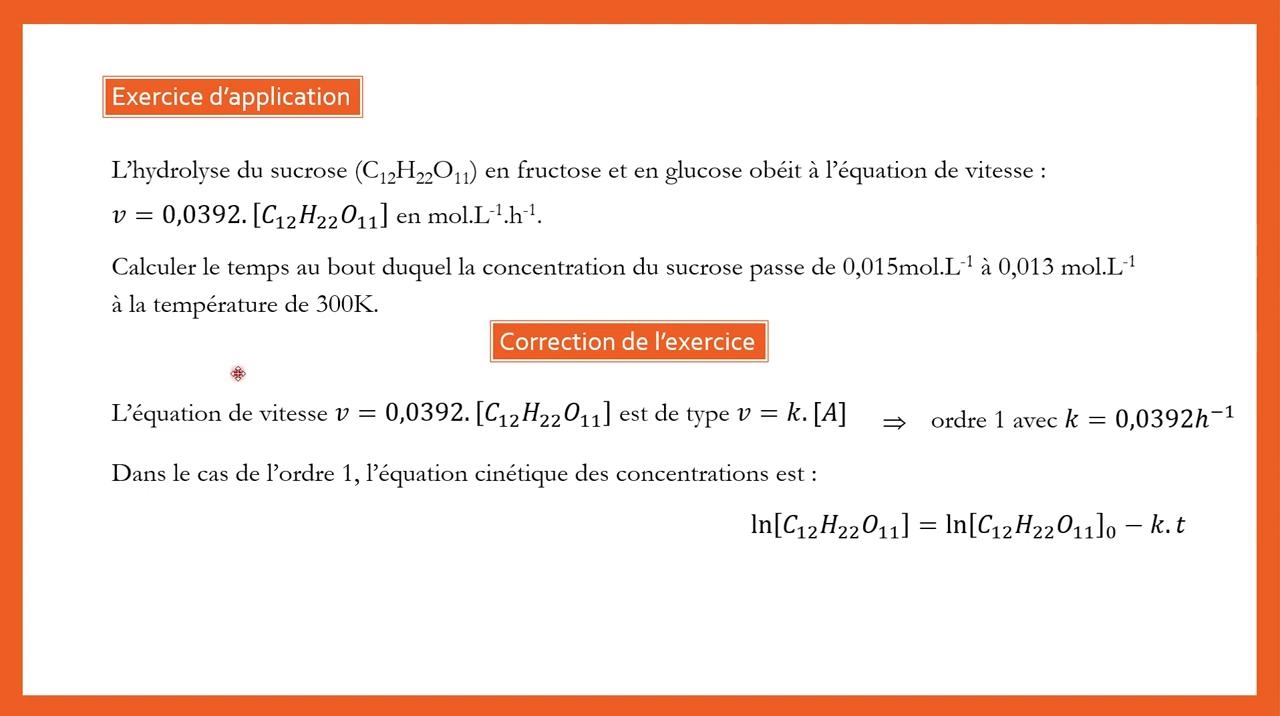 Exercice d’application
L’hydrolyse du sucrose (C₁₂H₂₂O₁₁) en fructose et en glucose obéit à l’équation de vitesse :
v = 0,0392. [C₁₂H₂₂O₁₁] en mol.L⁻¹.h⁻¹.
Calculer le temps au bout duquel la concentration du sucrose passe de 0,015mol.L⁻¹ à 0,013 mol.L⁻¹
à la température de 300K.
Correction de l’exercice
L’équation de vitesse v = 0,0392. [C₁₂H₂₂O₁₁] est de type v = k. [A] ⇒ ordre 1 avec k = 0,0392h⁻¹
Dans le cas de l’ordre 1, l’équation cinétique des concentrations est :
ln[C₁₂H₂₂O₁₁] = ln[C₁₂H₂₂O₁₁]₀ − k. t